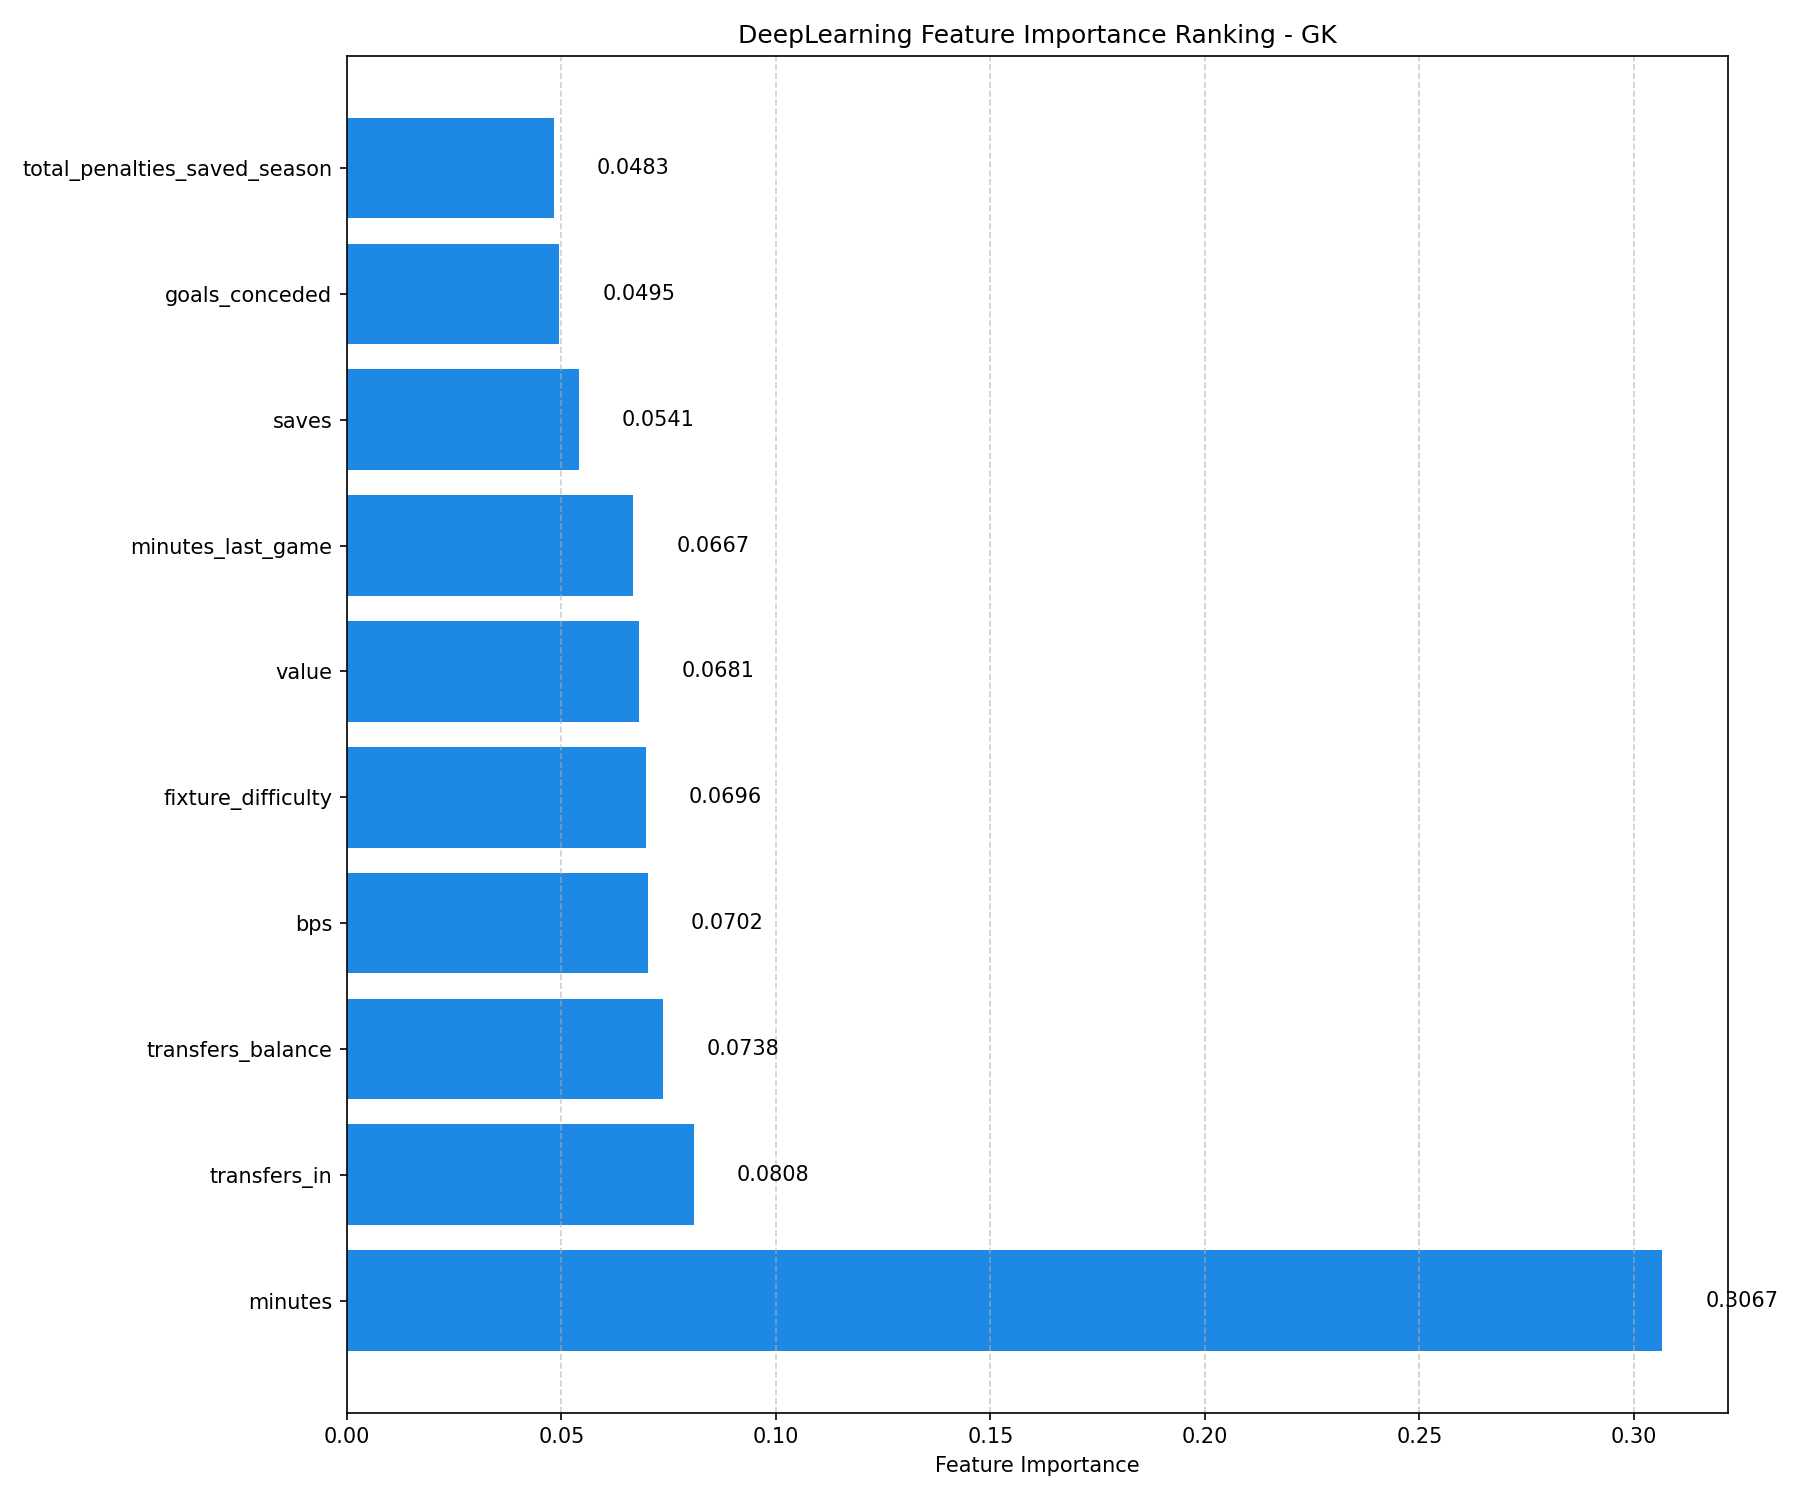 DeepLearning Feature Importance Ranking - GK
total_penalties_saved_season 0.0483
goals_conceded 0.0495
saves 0.0541
minutes_last_game 0.0667
value 0.0681
fixture_difficulty 0.0696
bps 0.0702
transfers_balance 0.0738
transfers_in 0.0808
minutes 0.3067
0.00 0.05 0.10 0.15 0.20 0.25 0.30
Feature Importance